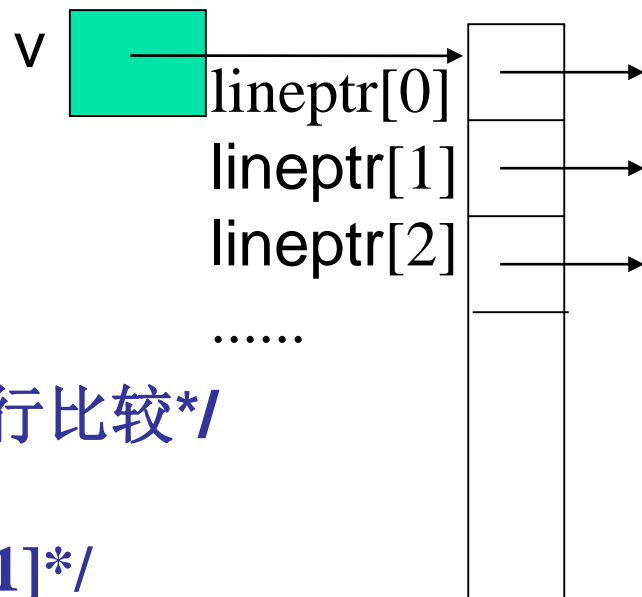 v
lineptr[0]
lineptr[1]
lineptr[2]
......
行比较*/
1]*/